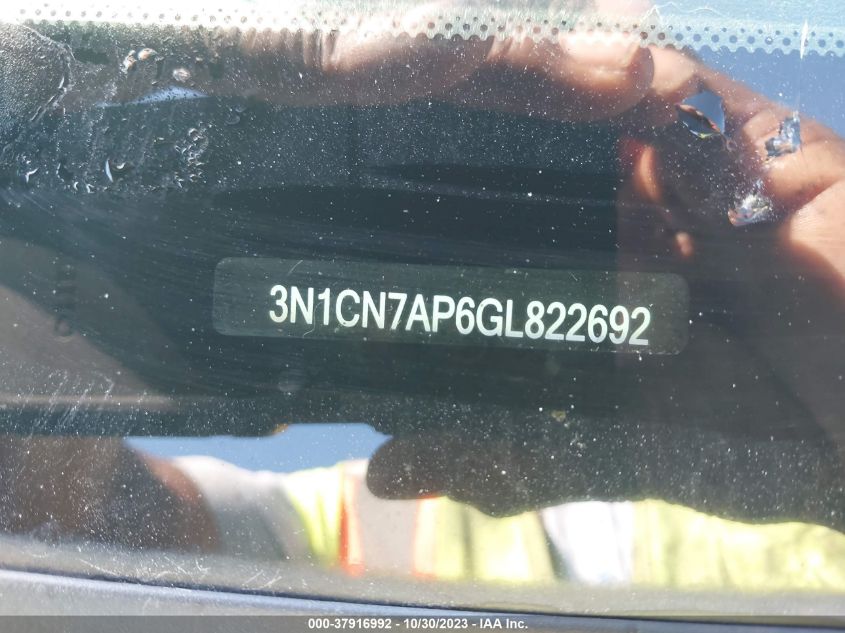 3N1CN7AP6GL822692
000-37916992 - 10/30/2023 - IAA Inc.